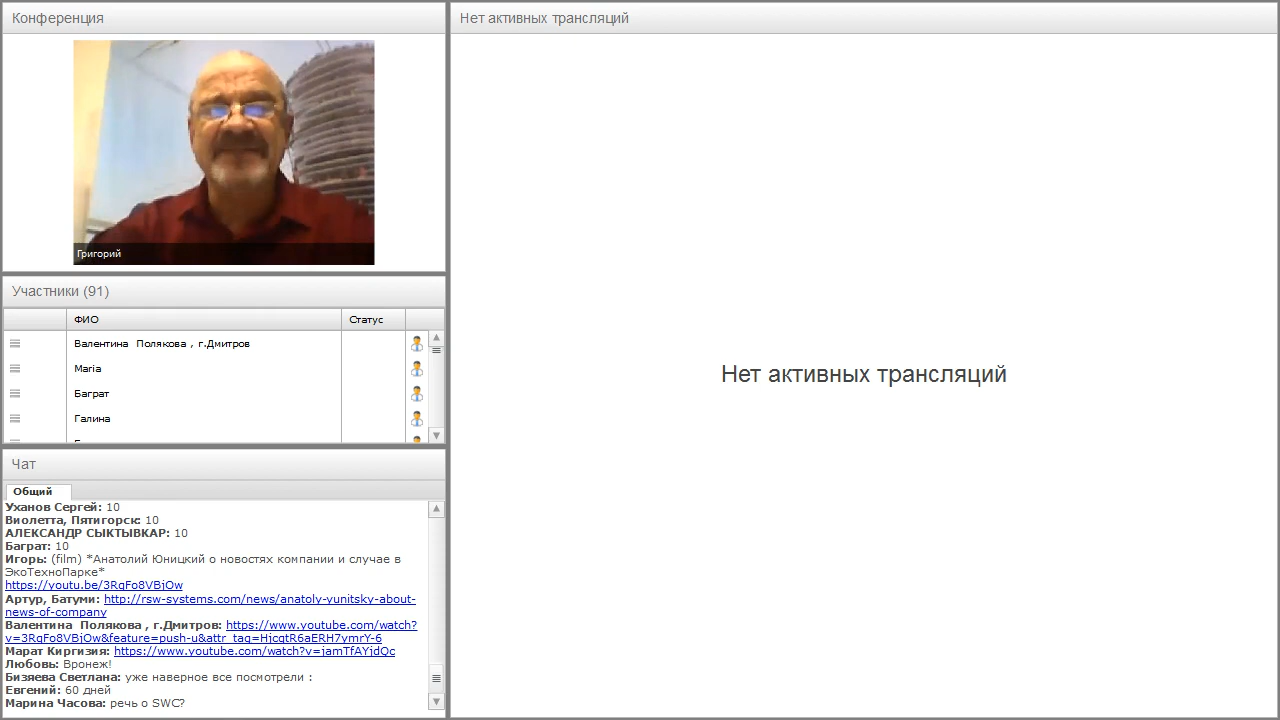 Конференция
Григорий
Участники (91)
ФИО Статус
Валентина Полякова , г.Дмитров
Maria
Баграт
Галина
Чат
Общий
Уханов Сергей: 10
Виолетта, Пятигорск: 10
АЛЕКСАНДР СЫКТЫВКАР: 10
Баграт: 10
Игорь: (film) *Анатолий Юницкий о новостях компании и случае в
ЭкоТехноПарке*
https://youtu.be/3RqFo8VBjOw
Артур, Батуми: http://rsw-systems.com/news/anatoly-yunitsky-about-
news-of-company
Валентина Полякова , г.Дмитров: https://www.youtube.com/watch?
v=3RqFo8VBjOw&feature=push-u&attr_tag=HjcqtR6aERH7ymrY-6
Марат Киргизия: https://www.youtube.com/watch?v=jamTfAYjdQc
Любовь: Вронеж!
Бизяева Светлана: уже наверное все посмотрели :
Евгений: 60 дней
Марина Часова: речь о SWC?
Нет активных трансляций
Нет активных трансляций